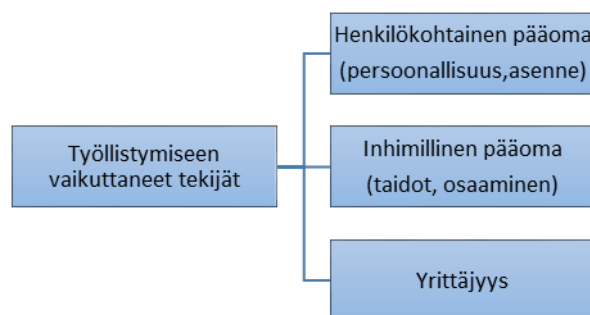 Työllistymiseen
vaikuttaneet tekijät
Henkilökohtainen pääoma
(persoonallisuus,asenne)
Inhimillinen pääoma
(taidot, osaaminen)
Yrittäjyys